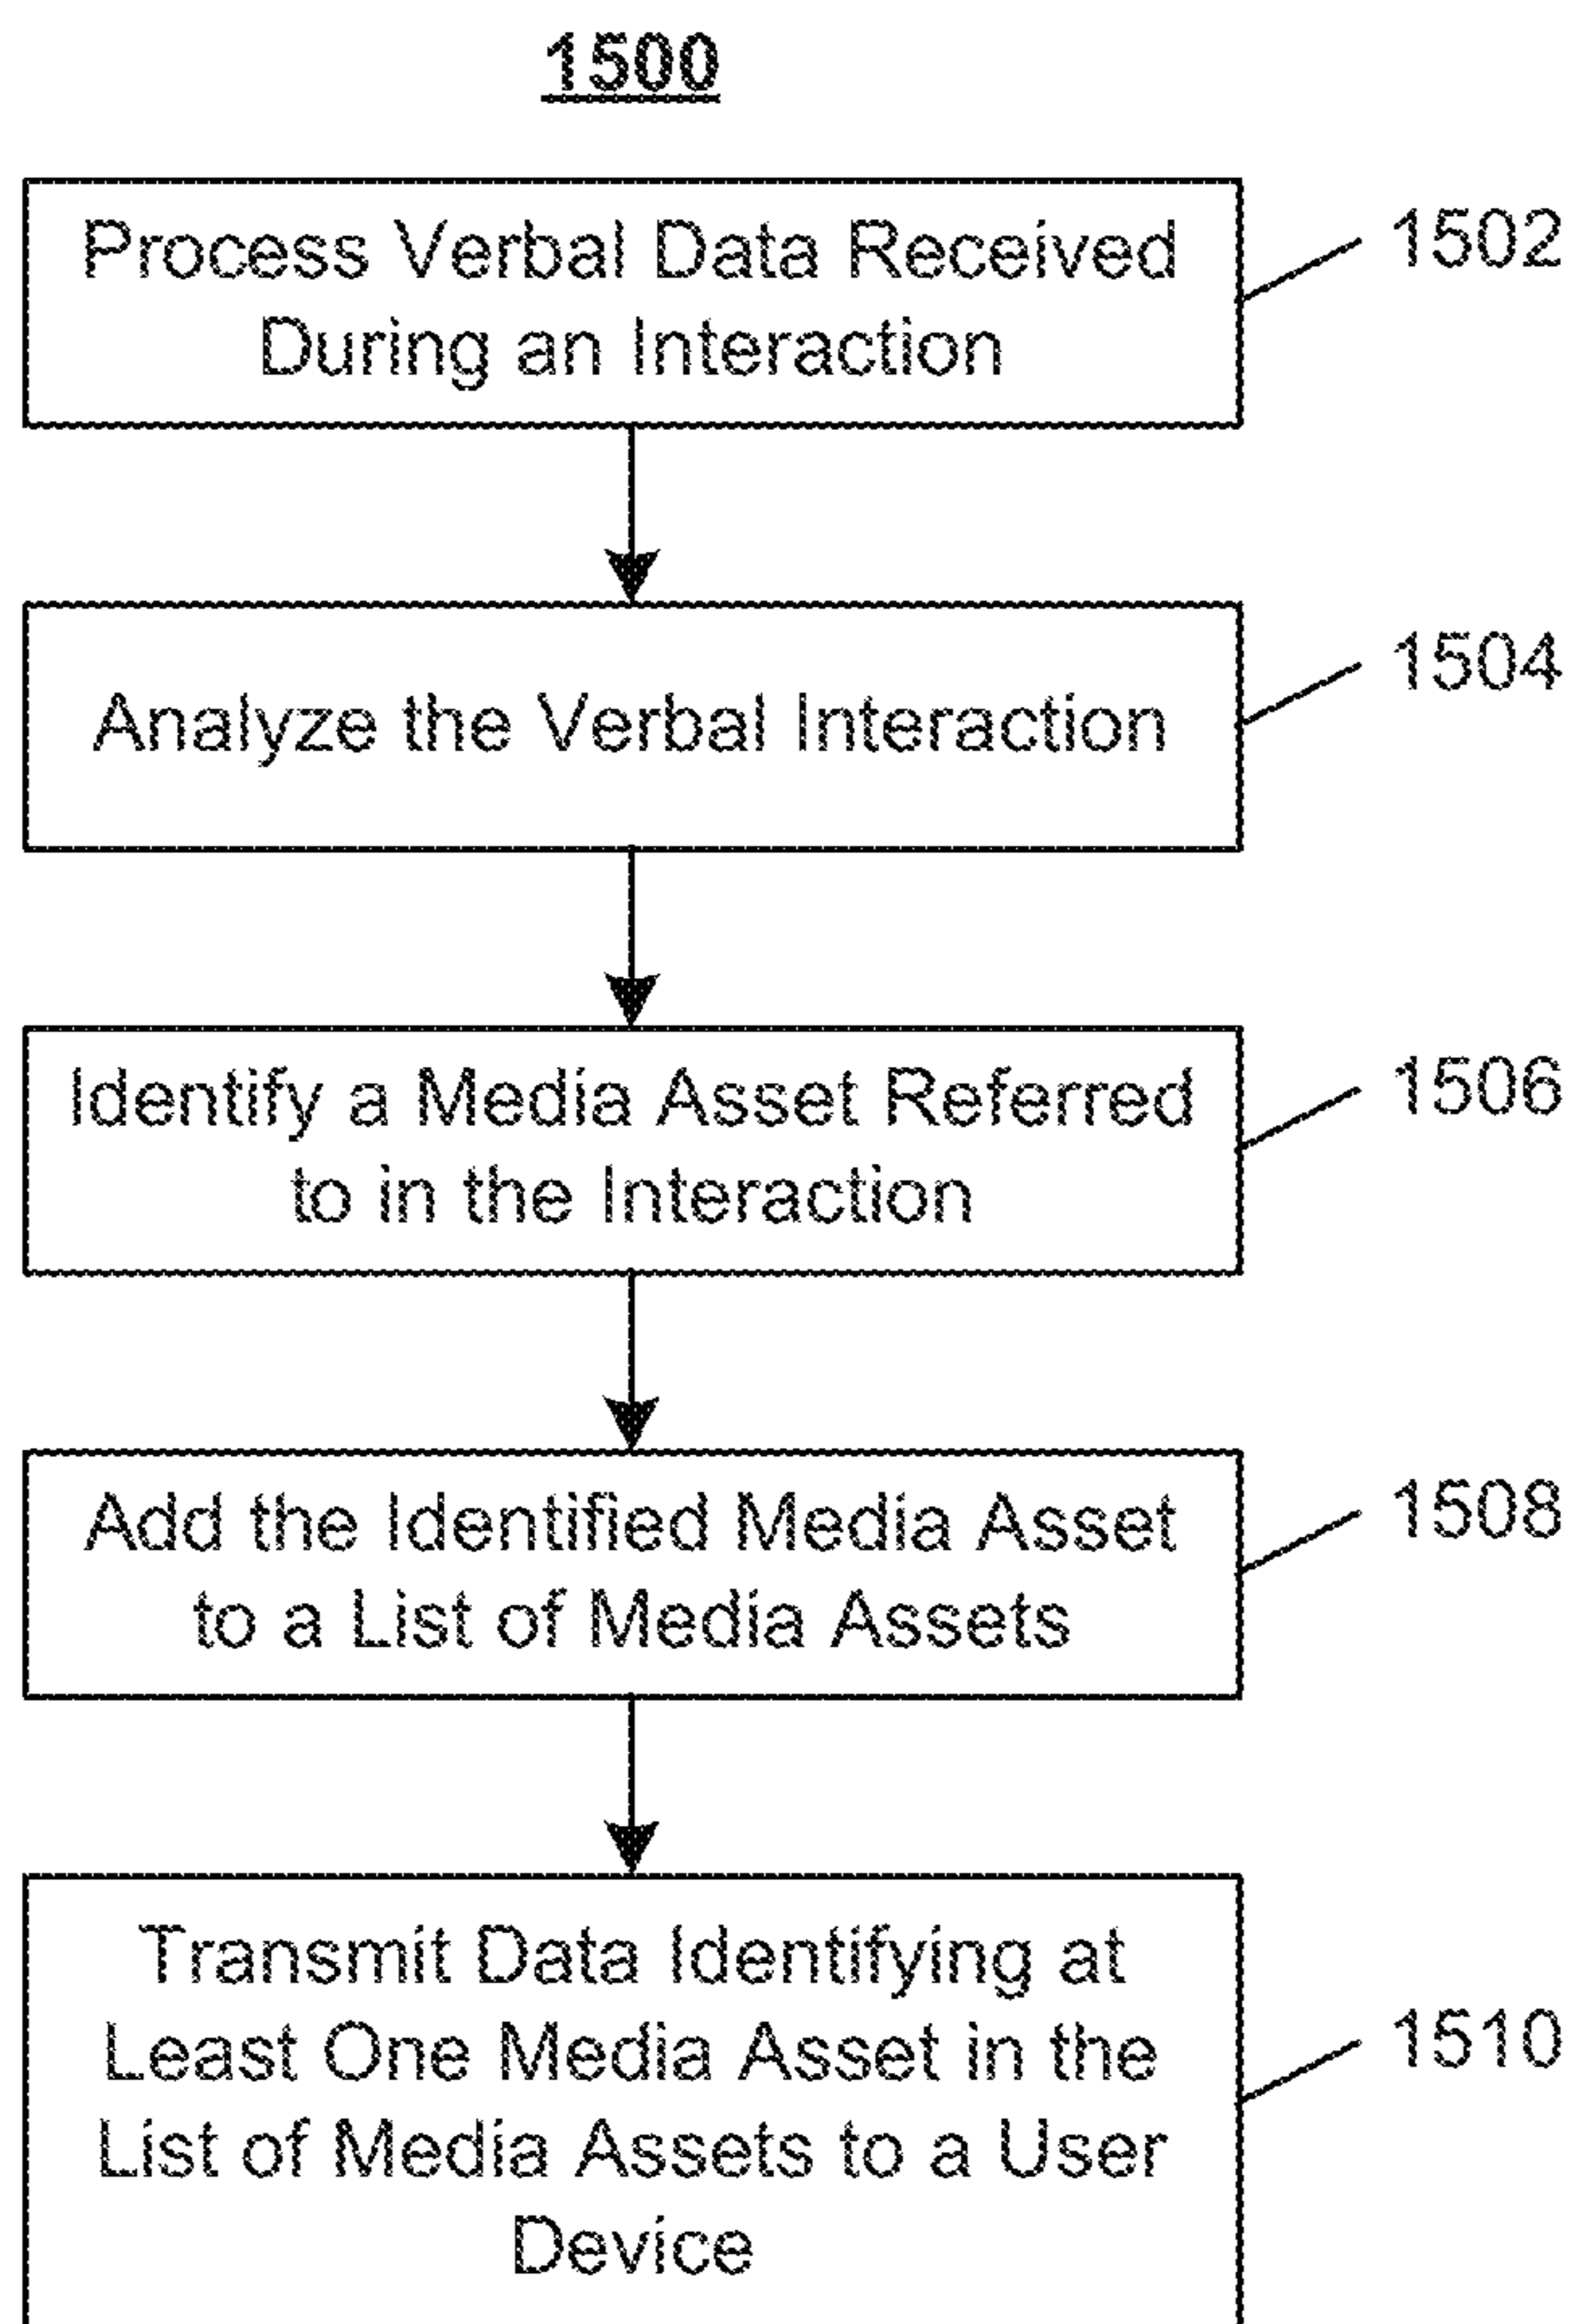 1500
Process Verbal Data Received
During an Interaction
1502
Analyze the Verbal Interaction
1504
Identify a Media Asset Referred
to in the Interaction
1506
Add the Identified Media Asset
to a List of Media Assets
1508
Transmit Data Identifying at
Least One Media Asset in the
List of Media Assets to a User
Device
1510